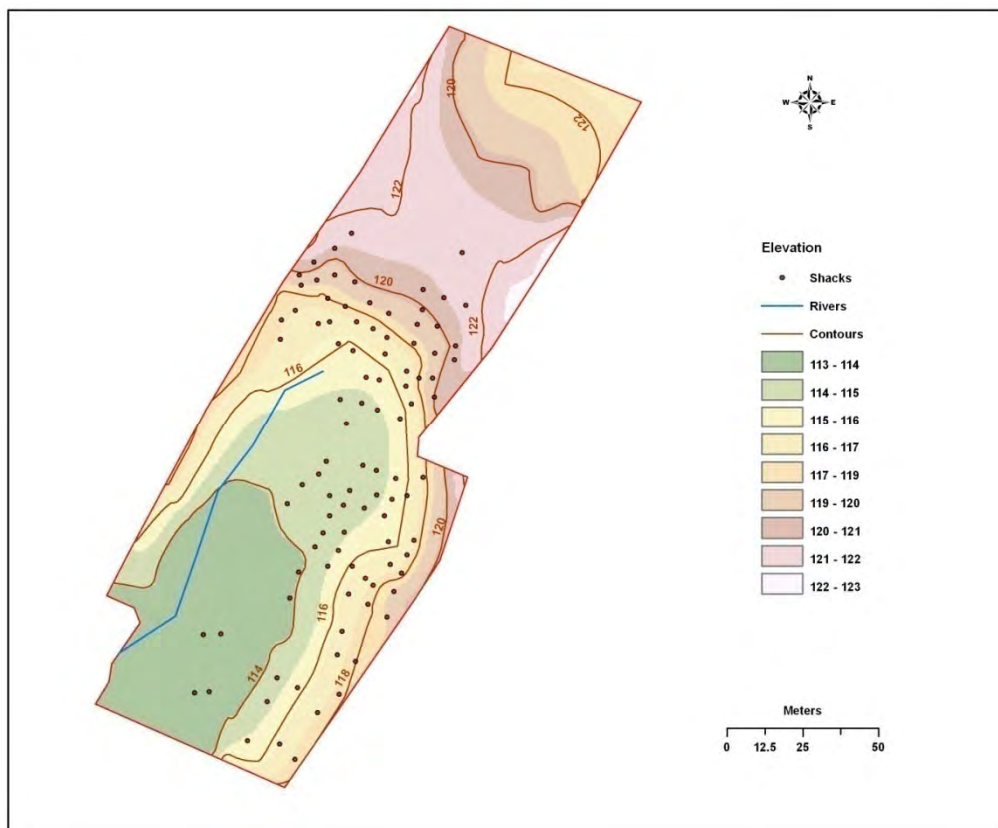 N
W E
S
120
122
122
120
122
116
120
116
118
114
Elevation
Shacks
Rivers
Contours
113 - 114
114 - 115
115 - 116
116 - 117
117 - 119
119 - 120
120 - 121
121 - 122
122 - 123
Meters
0 12.5 25 50